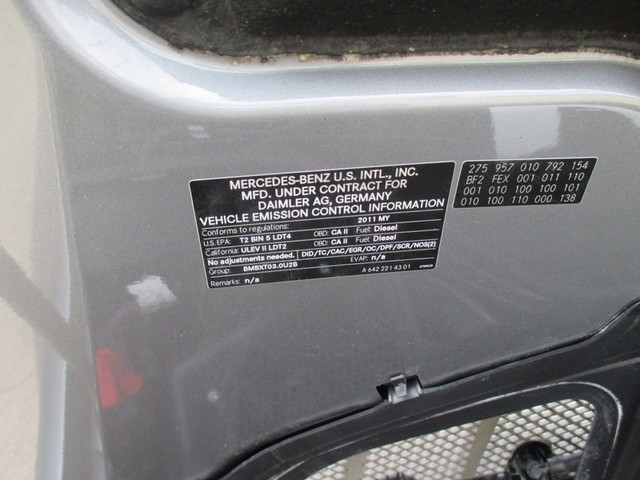 MERCEDES-BENZ U.S. INTL., INC.
MFD. UNDER CONTRACT FOR
DAIMLER AG, GERMANY
VEHICLE EMISSION CONTROL INFORMATION
Conforms to regulations: 2011 MY
U.S. EPA: T2 BIN 5 LDT4 OBD: CA II Fuel: Diesel
California: ULEV II LDT2 OBD: CA II Fuel: Diesel
No adjustments needed. DID/TC/CAC/EGR/OC/DPF/SCR/NOS(2)
Group: BMBXT03.0U2B EVAP: n/a
Remarks: n/a A 642 221 43 01
275 957 010 792 154
BF2 FEX 001 011 110
001 010 100 100 101
010 100 110 000 138